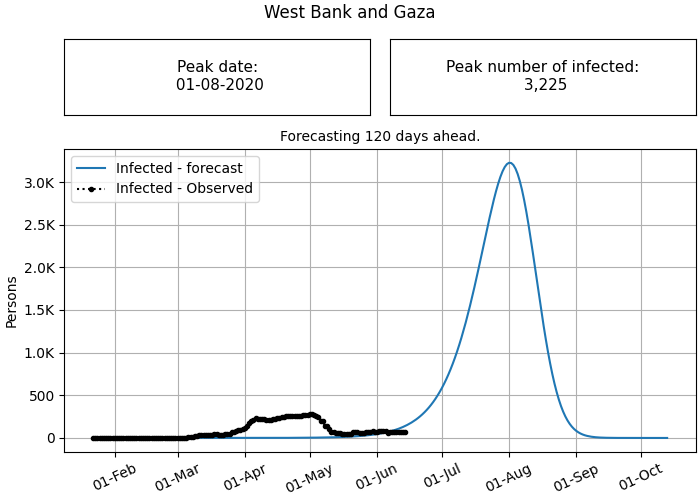 West Bank and Gaza
Peak date:
01-08-2020
Peak number of infected:
3,225
Forecasting 120 days ahead.
Infected - forecast
Infected - Observed
Persons
3.0K
2.5K
2.0K
1.5K
1.0K
500
0
01-Feb
01-Mar
01-Apr
01-May
01-Jun
01-Jul
01-Aug
01-Sep
01-Oct